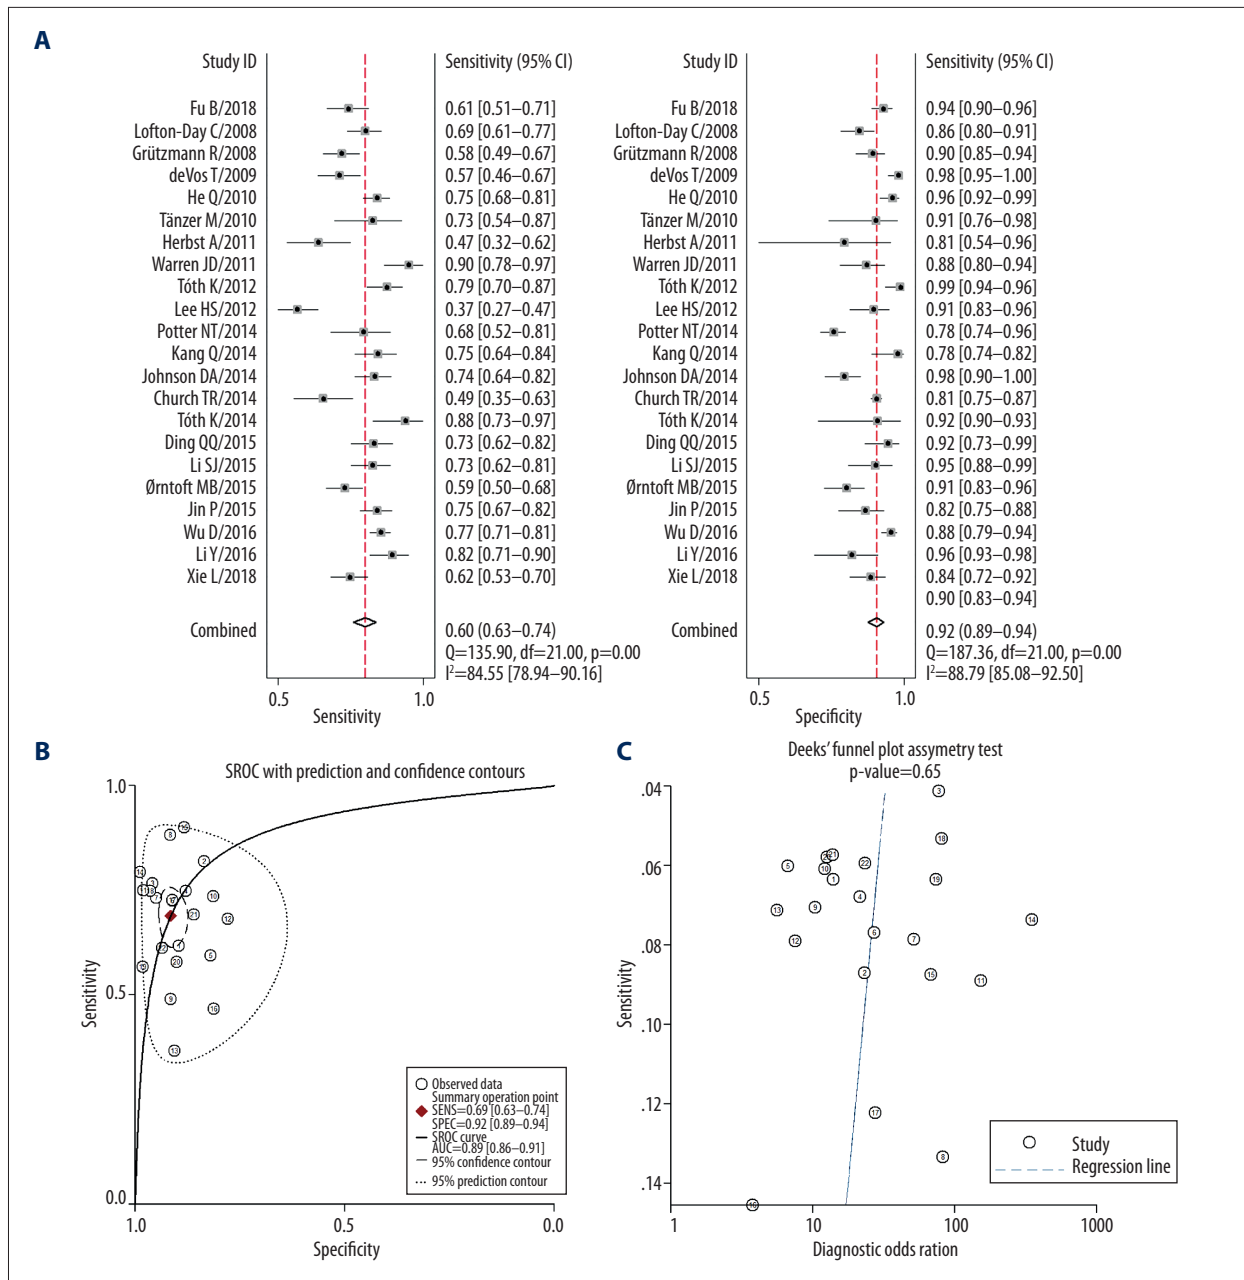 A
Study ID Sensitivity (95% CI)
Fu B/2018 0.61 [0.51–0.71]
Lofton-Day C/2008 0.69 [0.61–0.77]
Grützmann R/2008 0.58 [0.49–0.67]
deVos T/2009 0.57 [0.46–0.67]
He Q/2010 0.75 [0.68–0.81]
Tänzer M/2010 0.73 [0.54–0.87]
Herbst A/2011 0.47 [0.32–0.62]
Warren JD/2011 0.90 [0.78–0.97]
Tóth K/2012 0.79 [0.70–0.87]
Lee HS/2012 0.37 [0.27–0.47]
Potter NT/2014 0.68 [0.52–0.81]
Kang Q/2014 0.75 [0.64–0.84]
Johnson DA/2014 0.74 [0.64–0.82]
Church TR/2014 0.49 [0.35–0.63]
Tóth K/2014 0.88 [0.73–0.97]
Ding QQ/2015 0.73 [0.62–0.82]
Li SJ/2015 0.73 [0.62–0.81]
Ørntoft MB/2015 0.59 [0.50–0.68]
Jin P/2015 0.75 [0.67–0.82]
Wu D/2016 0.77 [0.71–0.81]
Li Y/2016 0.82 [0.71–0.90]
Xie L/2018 0.62 [0.53–0.70]
Combined 0.60 (0.63–0.74)
Q=135.90, df=21.00, p=0.00
I²=84.55 [78.94–90.16]
0.5 1.0
Sensitivity
Study ID Sensitivity (95% CI)
Fu B/2018 0.94 [0.90–0.96]
Lofton-Day C/2008 0.86 [0.80–0.91]
Grützmann R/2008 0.90 [0.85–0.94]
deVos T/2009 0.98 [0.95–1.00]
He Q/2010 0.96 [0.92–0.99]
Tänzer M/2010 0.91 [0.76–0.98]
Herbst A/2011 0.81 [0.54–0.96]
Warren JD/2011 0.88 [0.80–0.94]
Tóth K/2012 0.99 [0.94–0.96]
Lee HS/2012 0.91 [0.83–0.96]
Potter NT/2014 0.78 [0.74–0.96]
Kang Q/2014 0.78 [0.74–0.82]
Johnson DA/2014 0.98 [0.90–1.00]
Church TR/2014 0.81 [0.75–0.87]
Tóth K/2014 0.92 [0.90–0.93]
Ding QQ/2015 0.92 [0.73–0.99]
Li SJ/2015 0.95 [0.88–0.99]
Ørntoft MB/2015 0.91 [0.83–0.96]
Jin P/2015 0.82 [0.75–0.88]
Wu D/2016 0.88 [0.79–0.94]
Li Y/2016 0.96 [0.93–0.98]
Xie L/2018 0.84 [0.72–0.92]
0.90 [0.83–0.94]
Combined 0.92 (0.89–0.94)
Q=187.36, df=21.00, p=0.00
I²=88.79 [85.08–92.50]
0.5 1.0
Specificity
B
SROC with prediction and confidence contours
1.0
0.5
0.0
Sensitivity
1.0 0.5 0.0
Specificity
Observed data
Summary operation point
SENS=0.69 [0.63–0.74]
SPEC=0.92 [0.89–0.94]
SROC curve
AUC=0.89 [0.86–0.91]
95% confidence contour
95% prediction contour
C
Deeks' funnel plot assymetry test
p-value=0.65
.04
.06
.08
.10
.12
.14
Sensitivity
3
18
21
22
5
10
1
19
4
13
9
14
6
7
12
2
15
11
17
8
16
1 10 100 1000
Diagnostic odds ration
Study
Regression line